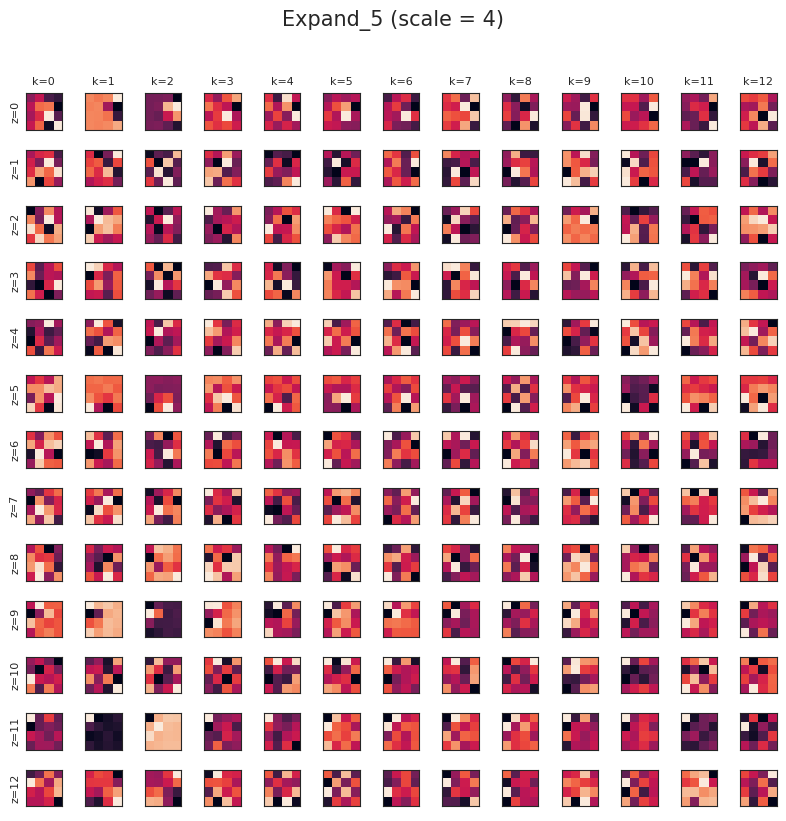 Expand_5 (scale = 4)
k=0 k=1 k=2 k=3 k=4 k=5 k=6 k=7 k=8 k=9 k=10 k=11 k=12
z=0
z=1
z=2
z=3
z=4
z=5
z=6
z=7
z=8
z=9
z=10
z=11
z=12